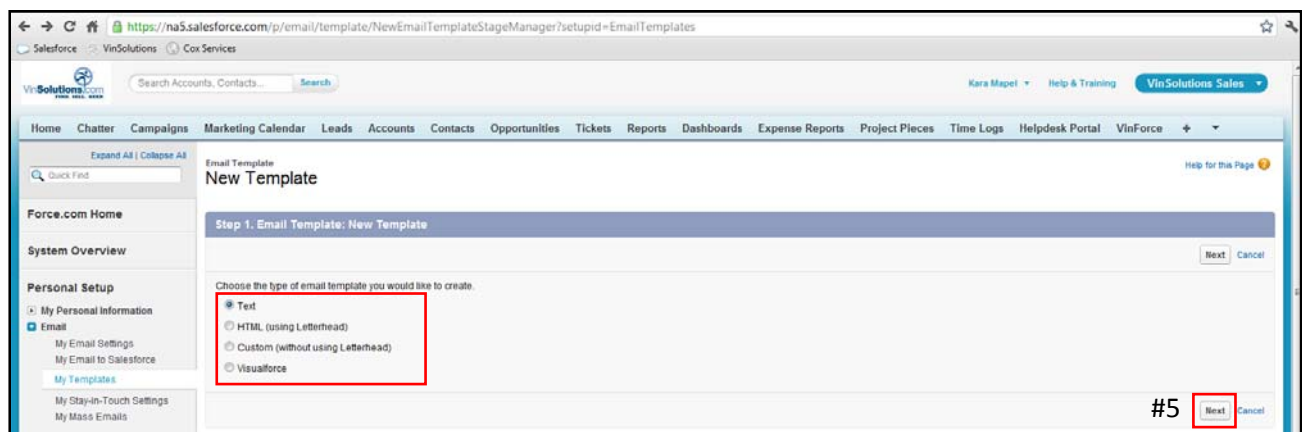 https://na5.salesforce.com/p/email/template/NewEmailTemplateStageManager?setupid=EmailTemplates
Salesforce VinSolutions Cox Services
VinSolutions.com
Search Accounts, Contacts... Search Kara Mapel Help & Training VinSolutions Sales
Home Chatter Campaigns Marketing Calendar Leads Accounts Contacts Opportunities Tickets Reports Dashboards Expense Reports Project Pieces Time Logs Helpdesk Portal VinForce +
Expand All | Collapse All
Quick Find
Email Template
New Template
Help for this Page
Force.com Home
System Overview
Personal Setup
My Personal Information
Email
My Email Settings
My Email to Salesforce
My Templates
My Stay-in-Touch Settings
My Mass Emails
Step 1. Email Template: New Template
Next Cancel
Choose the type of email template you would like to create.
Text
HTML (using Letterhead)
Custom (without using Letterhead)
Visualforce
#5 Next Cancel